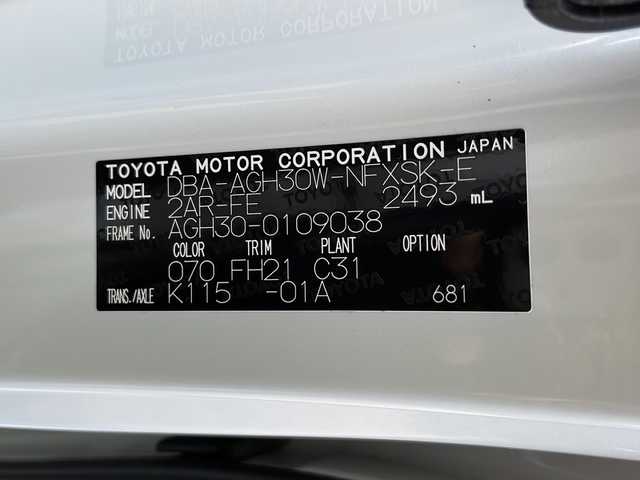 TOYOTA MOTOR CORPORATION JAPAN
MODEL DBA-AGH30W-NFXSK-E
ENGINE 2AR-FE 2493 mL
FRAME No. AGH30-0109038
COLOR TRIM PLANT OPTION
070 FH21 C31
TRANS./AXLE K115 -01A 681